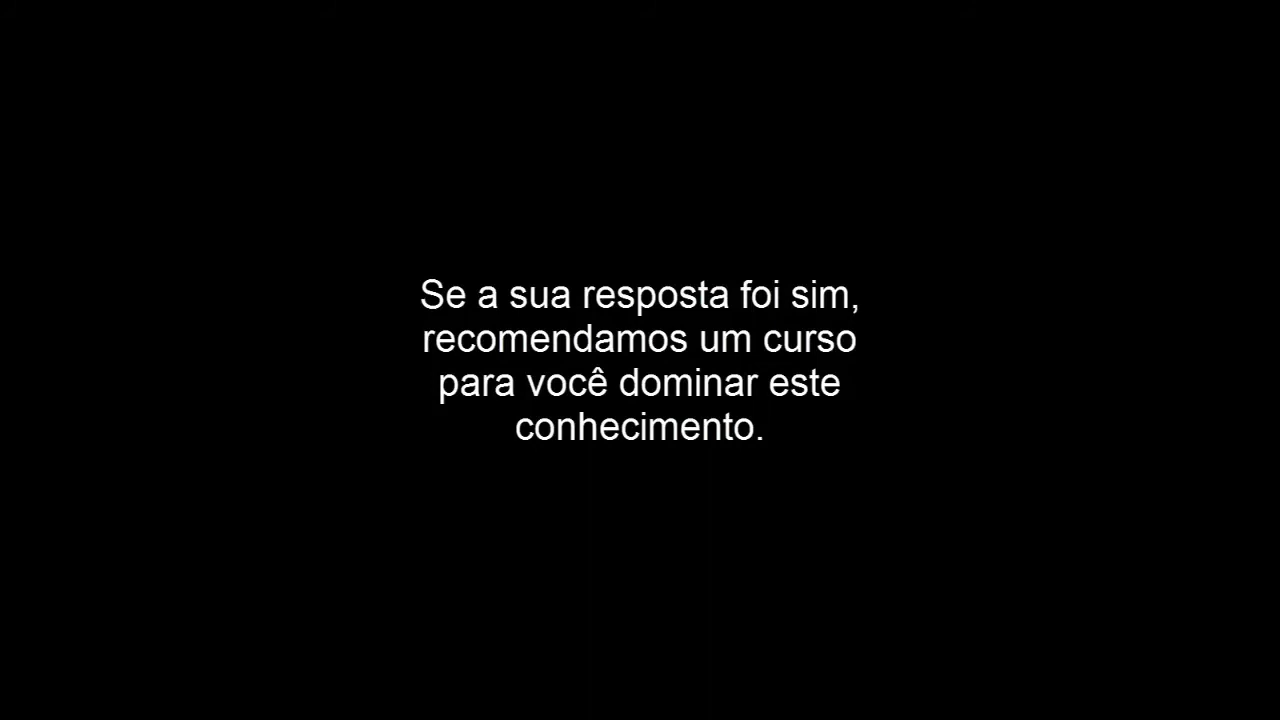 Se a sua resposta foi sim,
recomendamos um curso
para você dominar este
conhecimento.